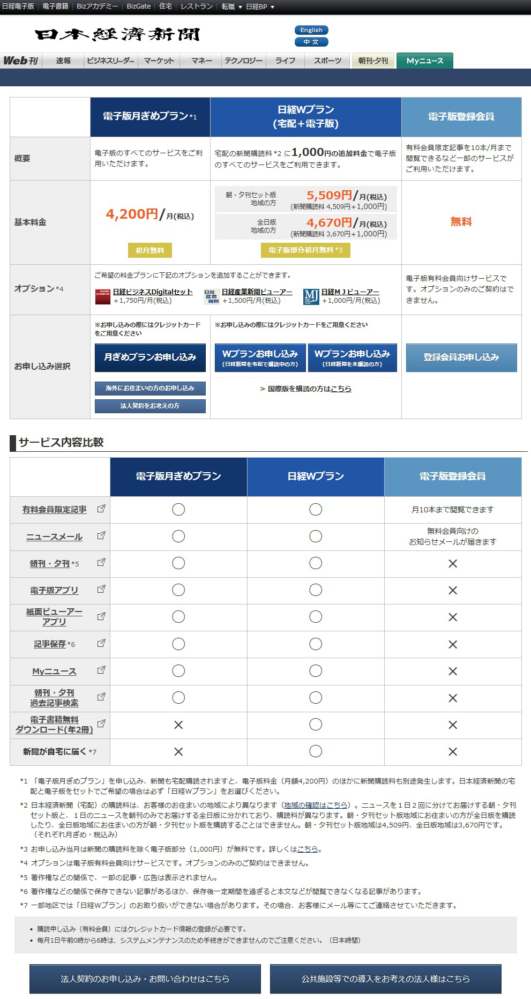 日経電子版 電子書籍 Bizアカデミー BizGate 住宅 レストラン 転職 ▼ 日経BP ▼
日本経済新聞
English
中 文
Web刊 速報 ビジネスリーダー マーケット マネー テクノロジー ライフ スポーツ 朝刊・夕刊 Myニュース
電子版月ぎめプラン*1
日経Wプラン
(宅配+電子版)
電子版登録会員
概要
電子版のすべてのサービスをご利
用いただけます。
宅配の新聞購読料*2 に1,000円の追加料金で電子版
のすべてのサービスをご利用できます。
有料会員限定記事を10本/月まで
閲覧できるなど一部のサービスが
ご利用いただけます。
基本料金
4,200円/月(税込)
初月無料
朝・夕刊セット版
地域の方
5,509円/月(税込)
(新聞購読料 4,509円+1,000円)
全日版
地域の方
4,670円/月(税込)
(新聞購読料 3,670円+1,000円)
電子版部分初月無料*3
無料
オプション*4
ご希望の料金プランに下記のオプションを追加することができます。
日経ビジネスDigitalセット
+1,750円/月(税込)
日経
産業
新聞
日経産業新聞ビューアー
+1,500円/月(税込)
MJ
日経MJビューアー
+1,000円/月(税込)
電子版有料会員向けサービスで
す。オプションのみのご契約はで
きません。
お申し込み選択
※お申し込みの際にはクレジットカード
をご用意ください
月ぎめプランお申し込み
海外にお住まいの方のお申し込み
法人契約をお考えの方
※お申し込みの際にはクレジットカードをご用意ください
Wプランお申し込み
(日経新聞を宅配で購読中の方)
Wプランお申し込み
(日経新聞を未購読の方)
> 国際版を購読の方はこちら
登録会員お申し込み
サービス内容比較
電子版月ぎめプラン 日経Wプラン 電子版登録会員
有料会員限定記事 ○ ○ 月10本まで閲覧できます
ニュースメール ○ ○ 無料会員向けの
お知らせメールが届きます
朝刊・夕刊*5 ○ ○ ×
電子版アプリ ○ ○ ×
紙面ビューアー
アプリ ○ ○ ×
記事保存*6 ○ ○ ×
Myニュース ○ ○ ×
朝刊・夕刊
過去記事検索 ○ ○ ×
電子書籍無料
ダウンロード(年2冊) × ○ ×
新聞が自宅に届く*7 × ○ ×
*1 「電子版月ぎめプラン」を申し込み、新聞も宅配購読されますと、電子版料金（月額4,200円）のほかに新聞購読料も別途発生します。日本経済新聞の宅
配と電子版をセットでご希望の場合は必ず「日経Wプラン」をお選びください。
*2 日本経済新聞（宅配）の購読料は、お客様のお住まいの地域により異なります（地域の確認はこちら）。ニュースを１日２回に分けてお届けする朝・夕刊
セット版と、１日のニュースを朝刊のみでお届けする全日版に分かれており、購読料が異なります。朝・夕刊セット版地域にお住まいの方が全日版を購読
したり、全日版地域にお住まいの方が朝・夕刊セット版を購読することはできません。朝・夕刊セット版地域は4,509円、全日版地域は3,670円です。
（それぞれ月ぎめ・税込み）
*3 お申し込み当月は新聞の購読料を除く電子版部分（1,000円）が無料です。詳しくはこちら。
*4 オプションは電子版有料会員向けサービスです。オプションのみのご契約はできません。
*5 著作権などの関係で、一部の記事・広告は表示されません。
*6 著作権などの関係で保存できない記事があるほか、保存後一定期間を過ぎると本文などが閲覧できなくなる記事があります。
*7 一部地区では「日経Wプラン」のお取り扱いができない場合があります。その場合、お客様にメール等にてご連絡させていただきます。
• 購読申し込み（有料会員）にはクレジットカード情報の登録が必要です。
• 毎月1日午前0時から6時は、システムメンテナンスのため手続きができませんのでご注意ください。（日本時間）
法人契約のお申し込み・お問い合わせはこちら
公共施設等での導入をお考えの法人様はこちら